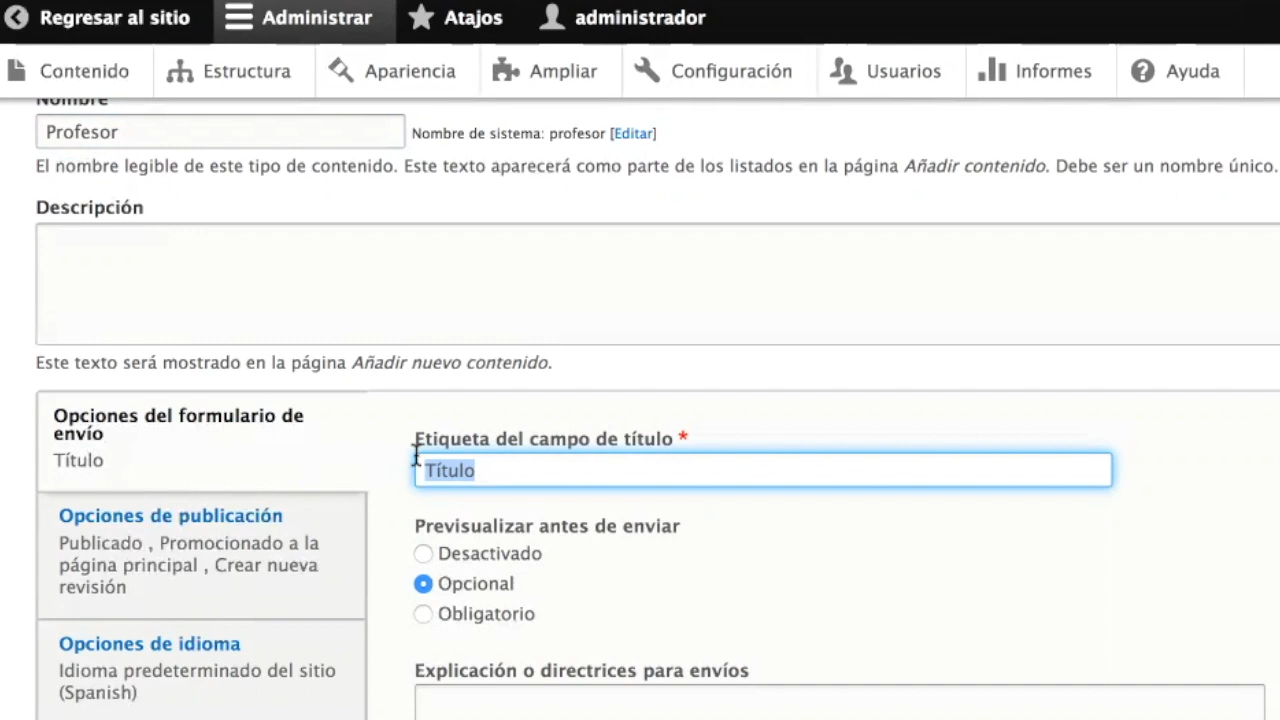 Regresar al sitio Administrar Atajos administrador
Contenido Estructura Apariencia Ampliar Configuración Usuarios Informes Ayuda
Nombre
Profesor Nombre de sistema: profesor [Editar]
El nombre legible de este tipo de contenido. Este texto aparecerá como parte de los listados en la página Añadir contenido. Debe ser un nombre único.
Descripción
Este texto será mostrado en la página Añadir nuevo contenido.
Opciones del formulario de
envío
Título
Opciones de publicación
Publicado , Promocionado a la
página principal , Crear nueva
revisión
Opciones de idioma
Idioma predeterminado del sitio
(Spanish)
Etiqueta del campo de título *
Título
Previsualizar antes de enviar
Desactivado
Opcional
Obligatorio
Explicación o directrices para envíos